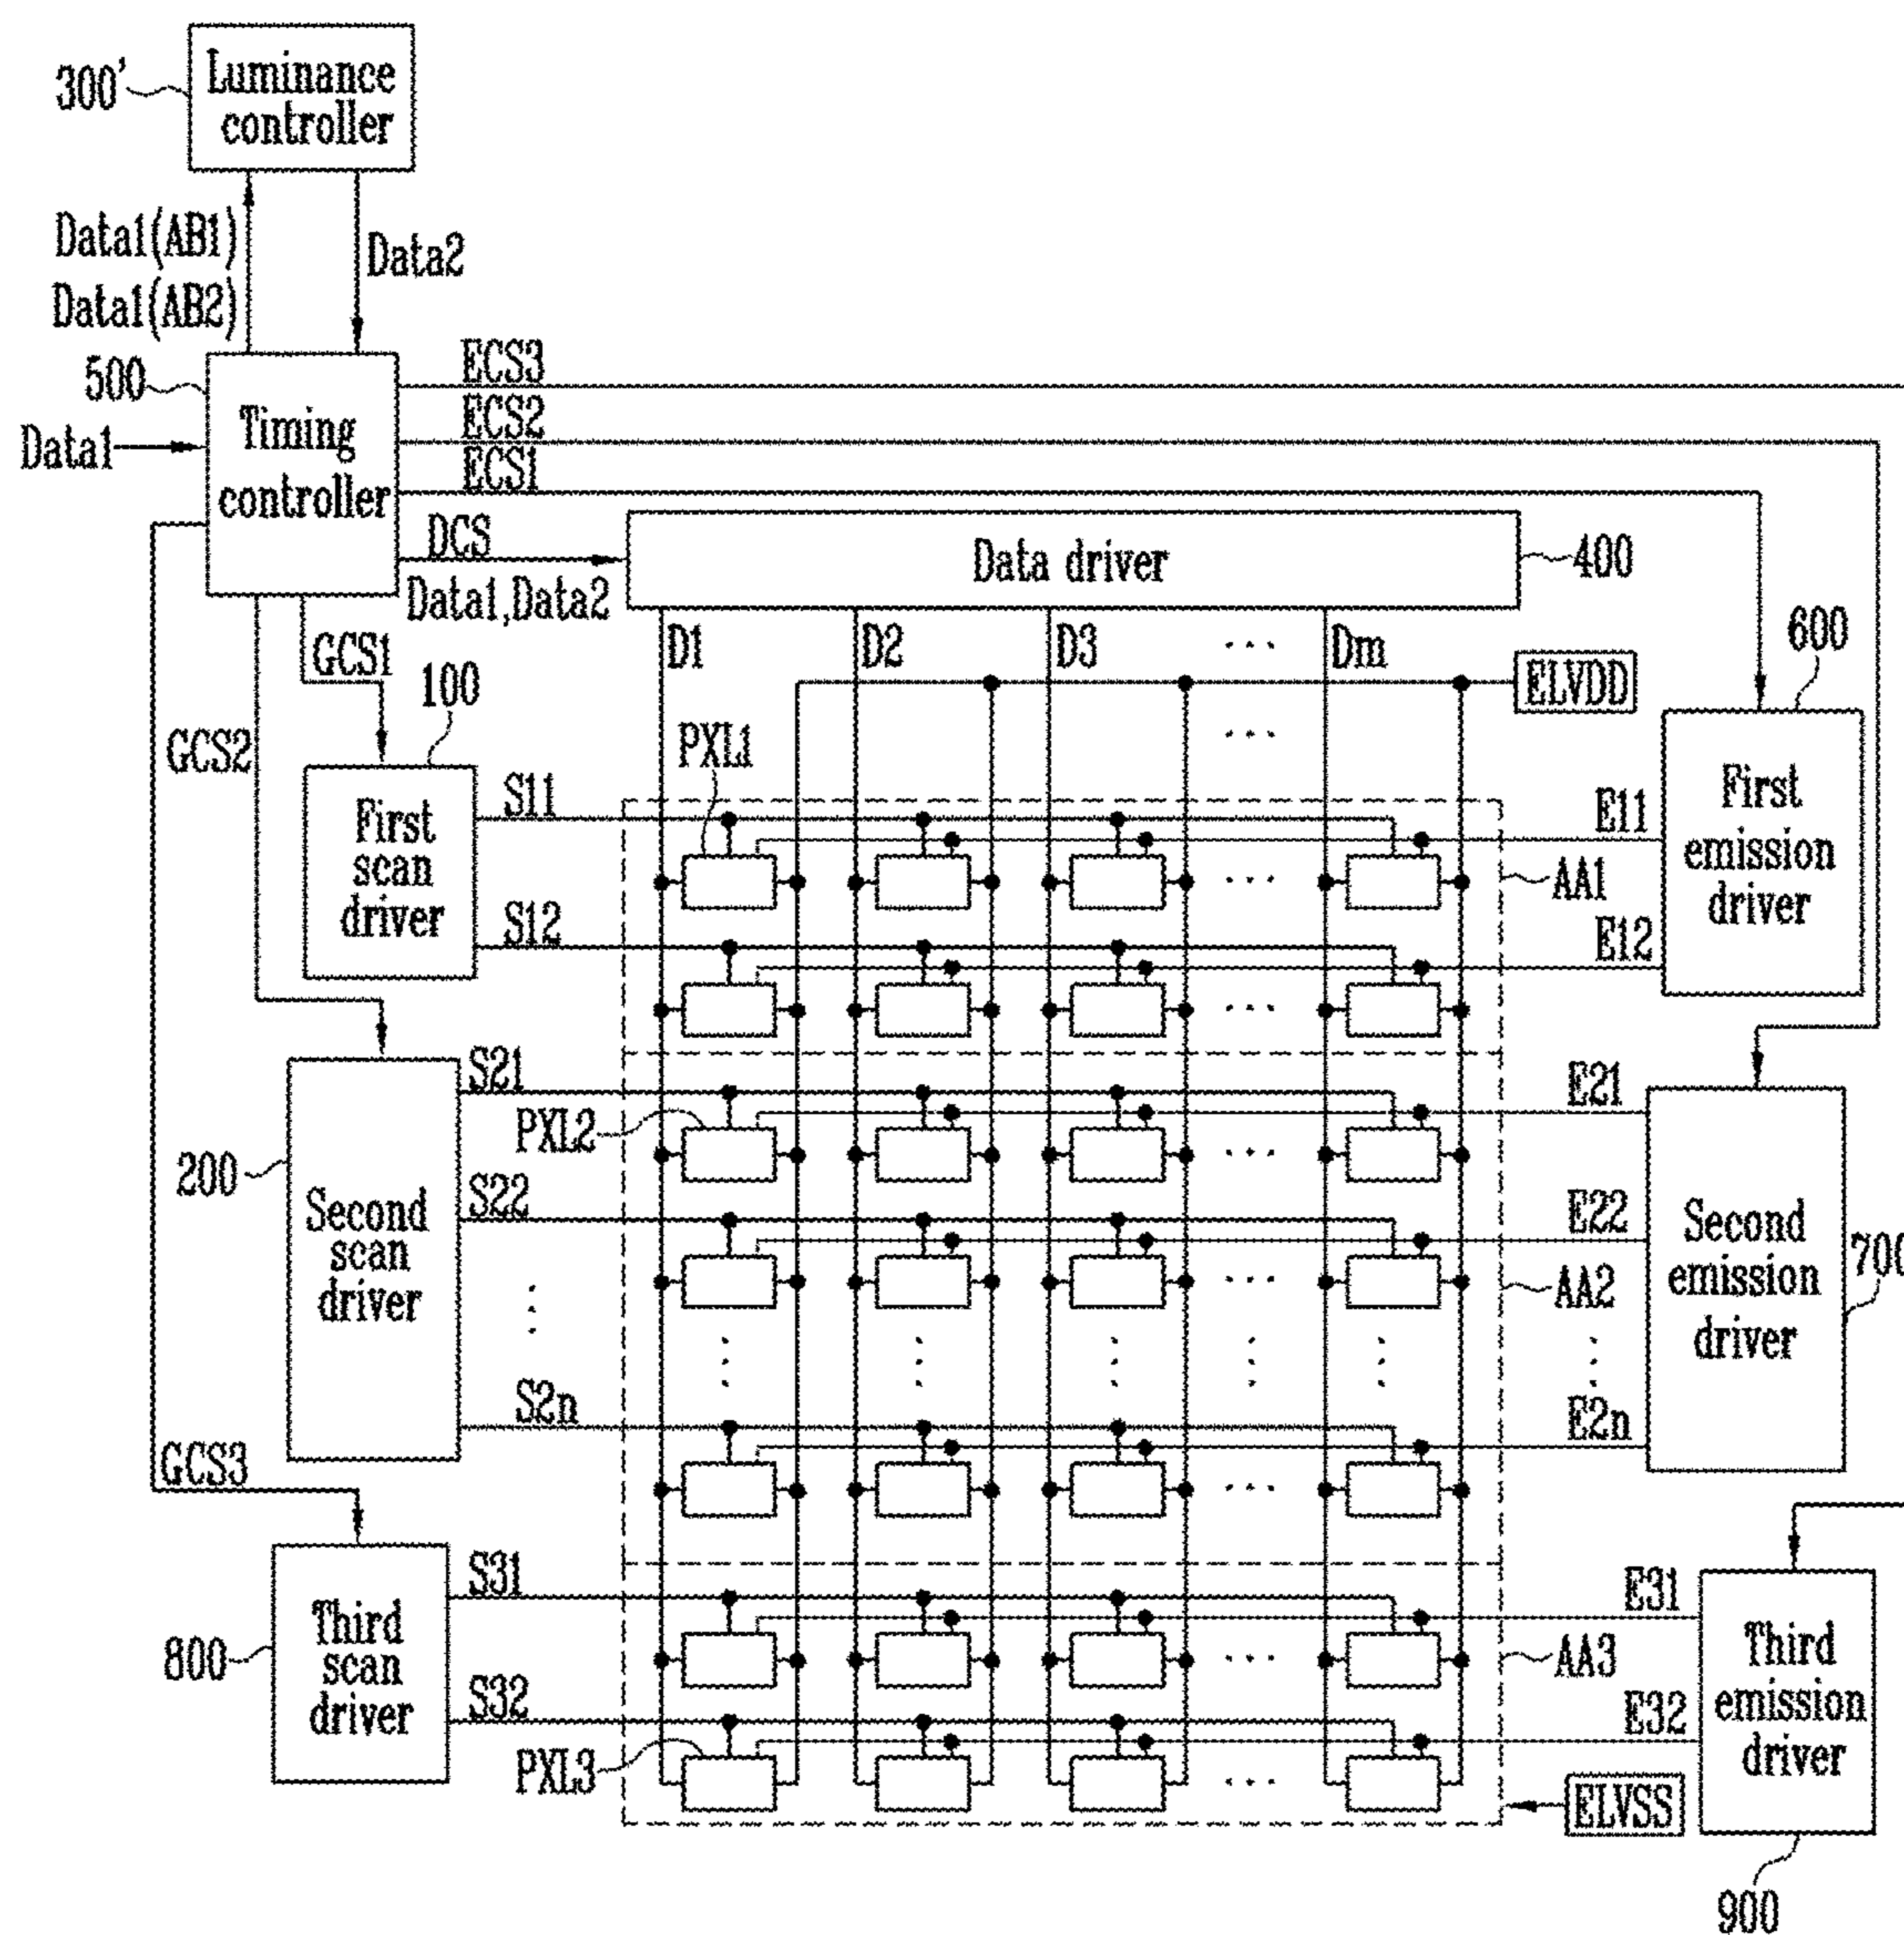 300'
Luminance
controller
Data1(AB1)
Data1(AB2)
Data2
500
Data1
Timing
controller
ECS3
ECS2
ECS1
DCS
Data1,Data2
Data driver
400
GCS1
GCS2
GCS3
D1
D2
D3
. . .
Dm
ELVDD
. . .
600
100
First
scan
driver
PXL1
S11
S12
E11
E12
AA1
First
emission
driver
200
Second
scan
driver
S21
PXL2
S22
S2n
E21
E22
AA2
E2n
Second
emission
driver
700
800
Third
scan
driver
S31
S32
PXL3
E31
AA3
E32
ELVSS
Third
emission
driver
900